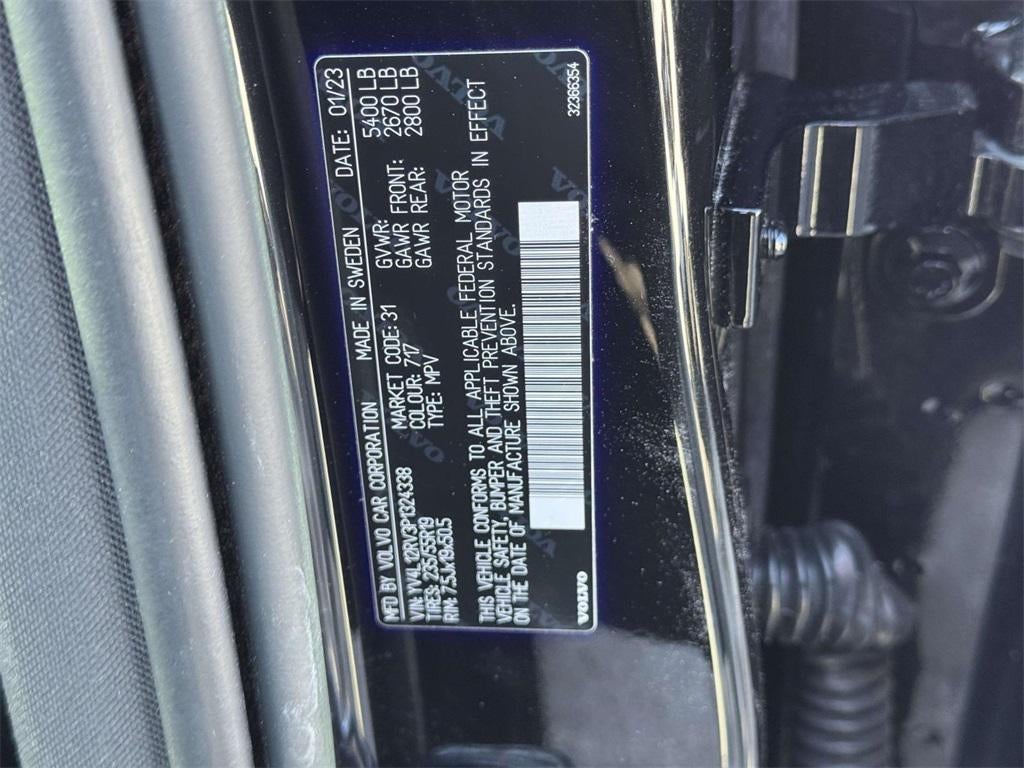 MFD BY VOLVO CAR CORPORATION MADE IN SWEDEN DATE: 01/23
VIN: YV4L12RV3P1324338 MARKET CODE: 31 GVWR: 5400 LB
TIRES: 235/55R19 COLOUR: 717 GAWR FRONT: 2670 LB
RIM: 7.5Jx19x50.5 TYPE: MPV GAWR REAR: 2800 LB
THIS VEHICLE CONFORMS TO ALL APPLICABLE FEDERAL MOTOR
VEHICLE SAFETY, BUMPER AND THEFT PREVENTION STANDARDS IN EFFECT
ON THE DATE OF MANUFACTURE SHOWN ABOVE.
VOLVO 32366354